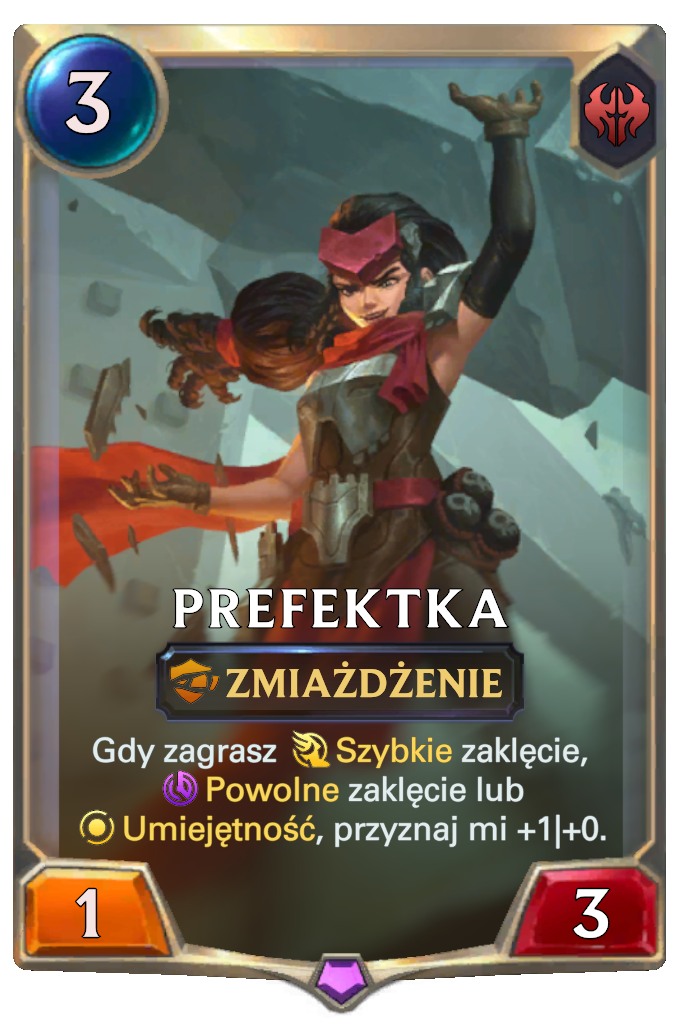 3
PREFEKTKA
ZMIAŻDŻENIE
Gdy zagrasz Szybkie zaklęcie,
Powolne zaklęcie lub
Umiejętność, przyznaj mi +1|+0.
1
3